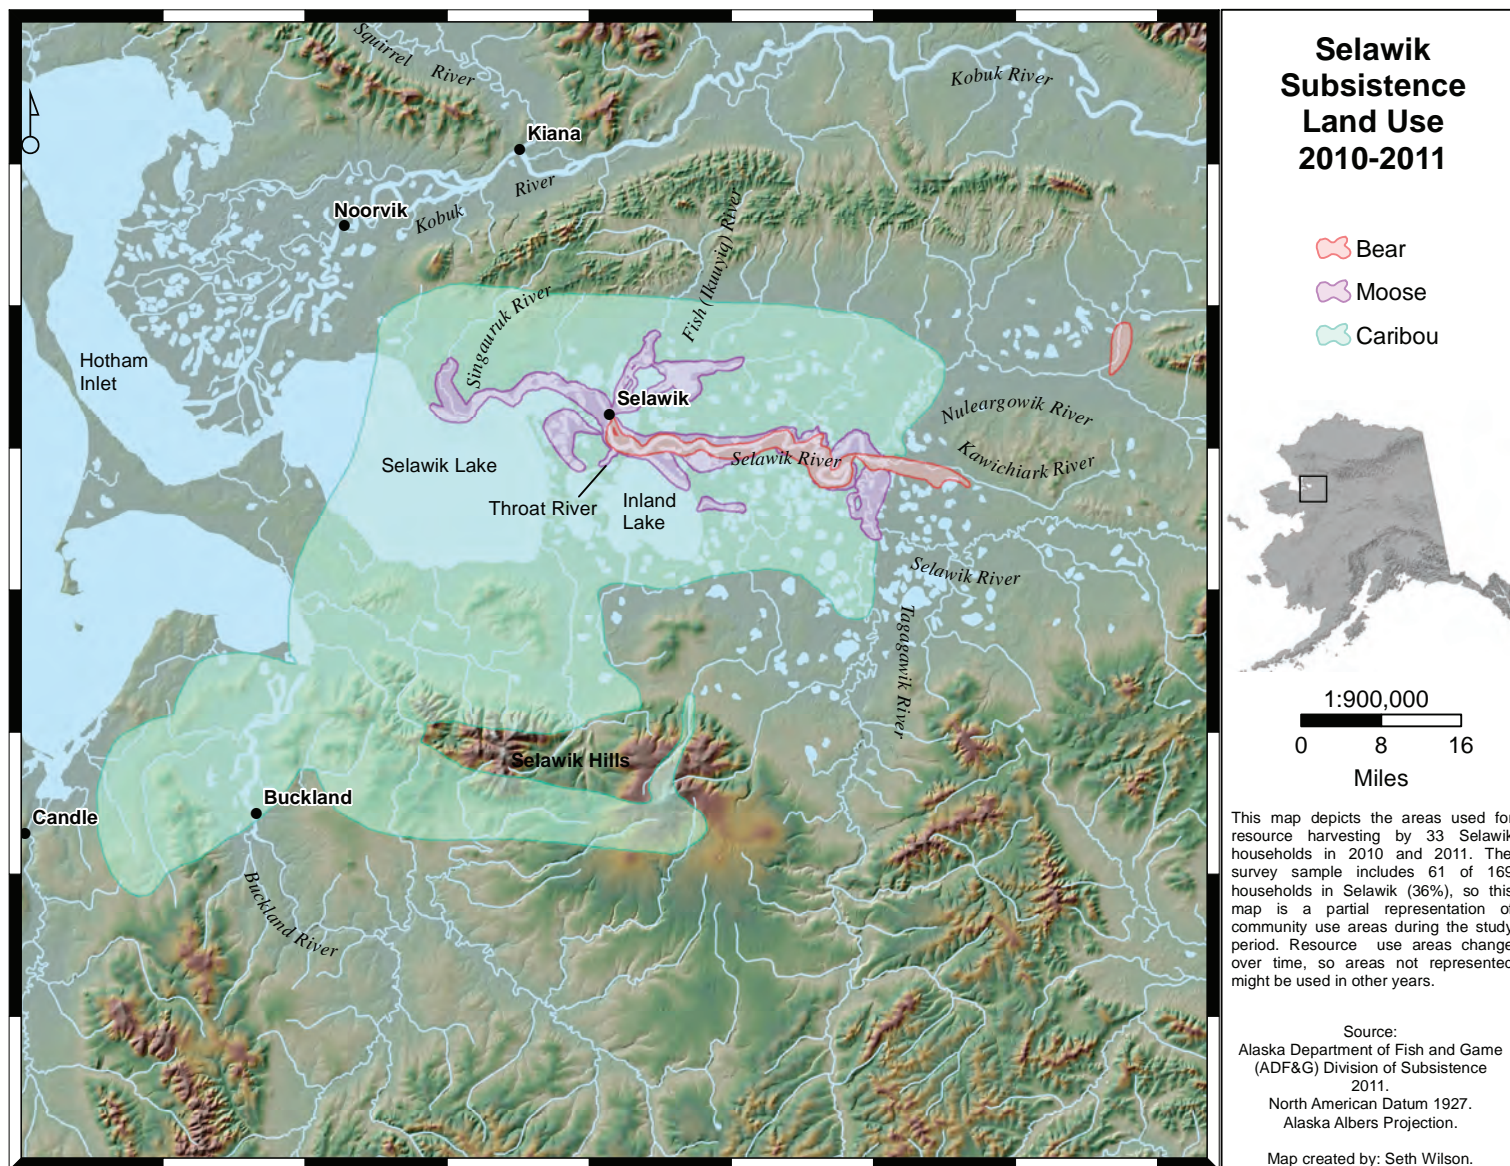 Squirrel River
Kobuk River
Kiana
Noorvik
Kobuk River
Fish (Ikuuyiq) River
Singauruk River
Hotham
Inlet
Selawik
Nuleargowik River
Kawichiark River
Selawik Lake
Selawik River
Throat River
Inland
Lake
Selawik River
Tagagawik River
Selawik Hills
Buckland
Candle
Buckland River
Selawik
Subsistence
Land Use
2010-2011
Bear
Moose
Caribou
1:900,000
0 8 16
Miles
This map depicts the areas used for
resource harvesting by 33 Selawik
households in 2010 and 2011. The
survey sample includes 61 of 169
households in Selawik (36%), so this
map is a partial representation of
community use areas during the study
period. Resource use areas change
over time, so areas not represented
might be used in other years.
Source:
Alaska Department of Fish and Game
(ADF&G) Division of Subsistence
2011.
North American Datum 1927.
Alaska Albers Projection.
Map created by: Seth Wilson.